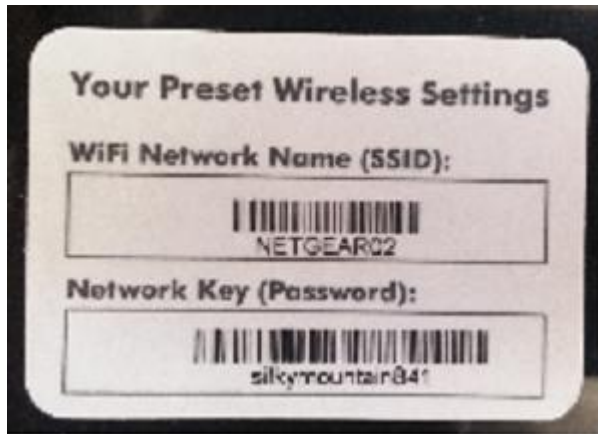 Your Preset Wireless Settings
WiFi Network Name (SSID):
NETGEAR02
Network Key (Password):
silkymountain841